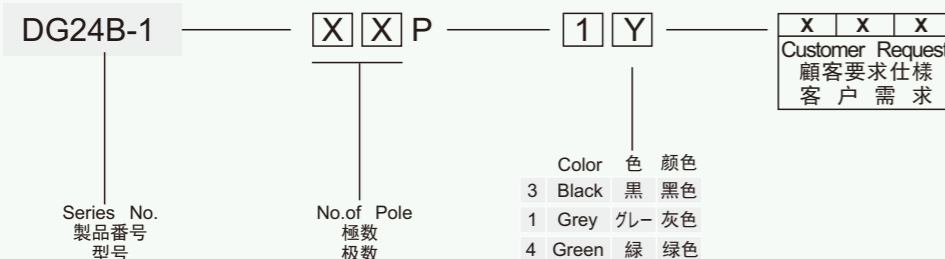 DG24B-1 X X P 1 Y X X X
Customer Request
顧客要求仕様
客户需求
Color 色 颜色
3 Black 黒 黑色
1 Grey グレー 灰色
4 Green 緑 绿色
Series No.
製品番号
型号
No.of Pole
極数
极数